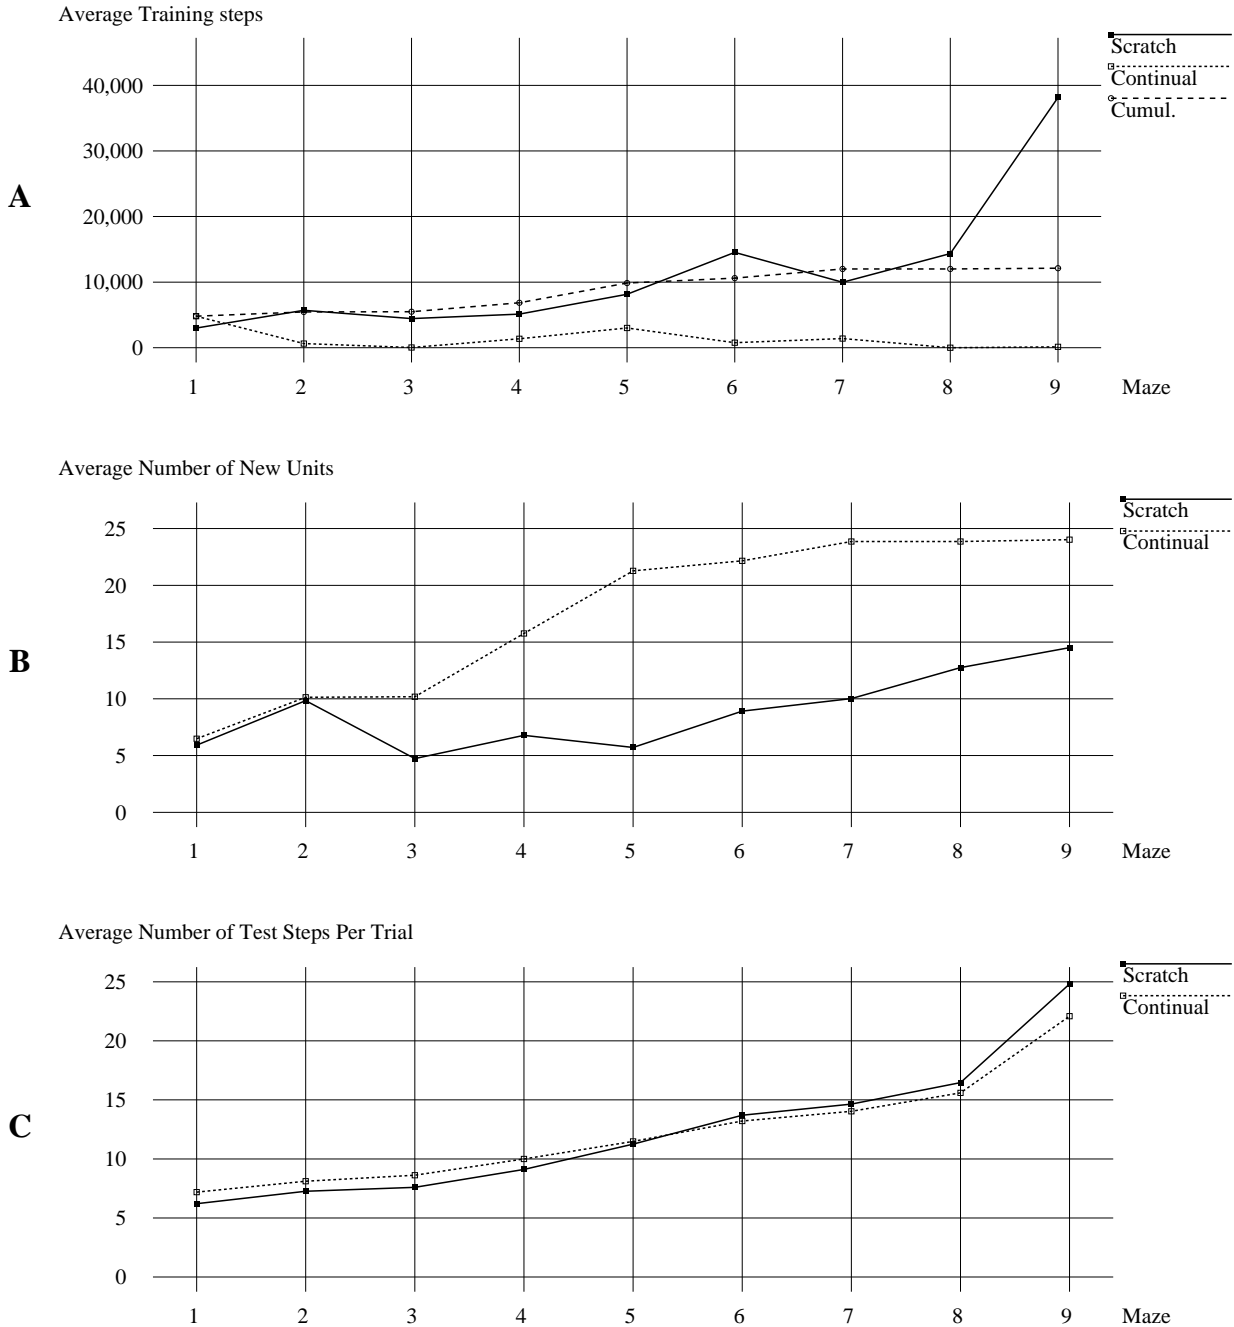 Average Training steps
Scratch
Continual
Cumul.
40,000
30,000
A
20,000
10,000
0
1 2 3 4 5 6 7 8 9 Maze
Average Number of New Units
Scratch
Continual
25
20
15
B
10
5
0
1 2 3 4 5 6 7 8 9 Maze
Average Number of Test Steps Per Trial
Scratch
Continual
25
20
15
C
10
5
0
1 2 3 4 5 6 7 8 9 Maze